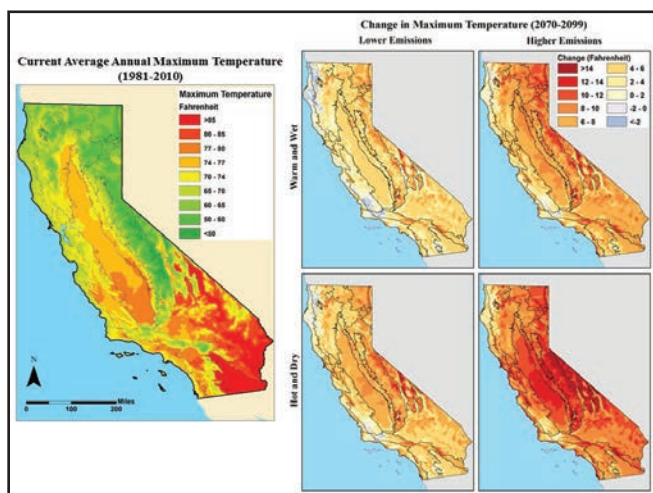 Change in Maximum Temperature (2070-2099)
Lower Emissions
Higher Emissions
Current Average Annual Maximum Temperature
(1981-2010)
Maximum Temperature
Fahrenheit
>85
80 - 85
77 - 80
74 - 77
70 - 74
65 - 70
60 - 65
50 - 60
<50
N
0
100
200
Miles
Warm and Wet
Hot and Dry
Change (Fahrenheit)
>14
12 - 14
10 - 12
8 - 10
6 - 8
4 - 6
2 - 4
0 - 2
-2 - 0
<-2